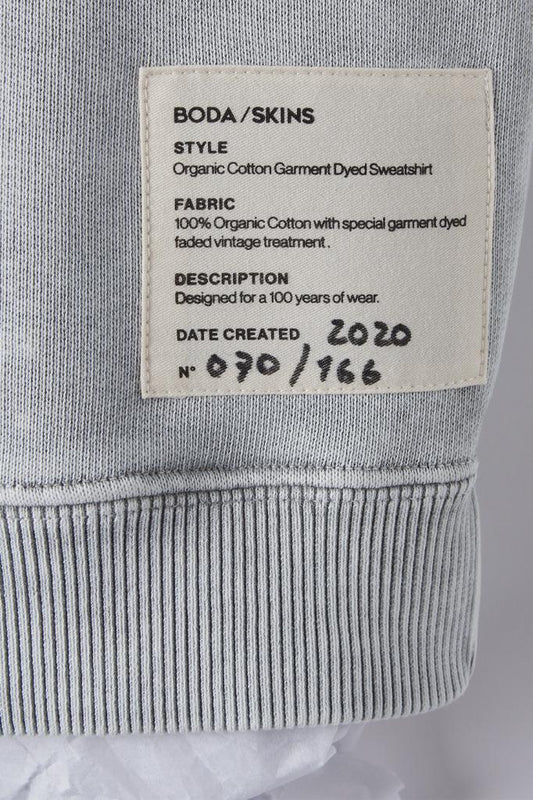 BODA/SKINS
STYLE
Organic Cotton Garment Dyed Sweatshirt
FABRIC
100% Organic Cotton with special garment dyed
faded vintage treatment.
DESCRIPTION
Designed for a 100 years of wear.
DATE CREATED 2020
N° 070/166